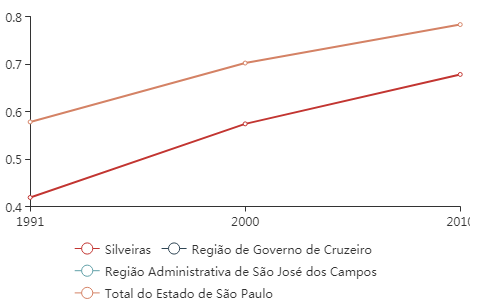 0.8
0.7
0.6
0.5
0.4
1991 2000 2010
Silveiras Região de Governo de Cruzeiro
Região Administrativa de São José dos Campos
Total do Estado de São Paulo